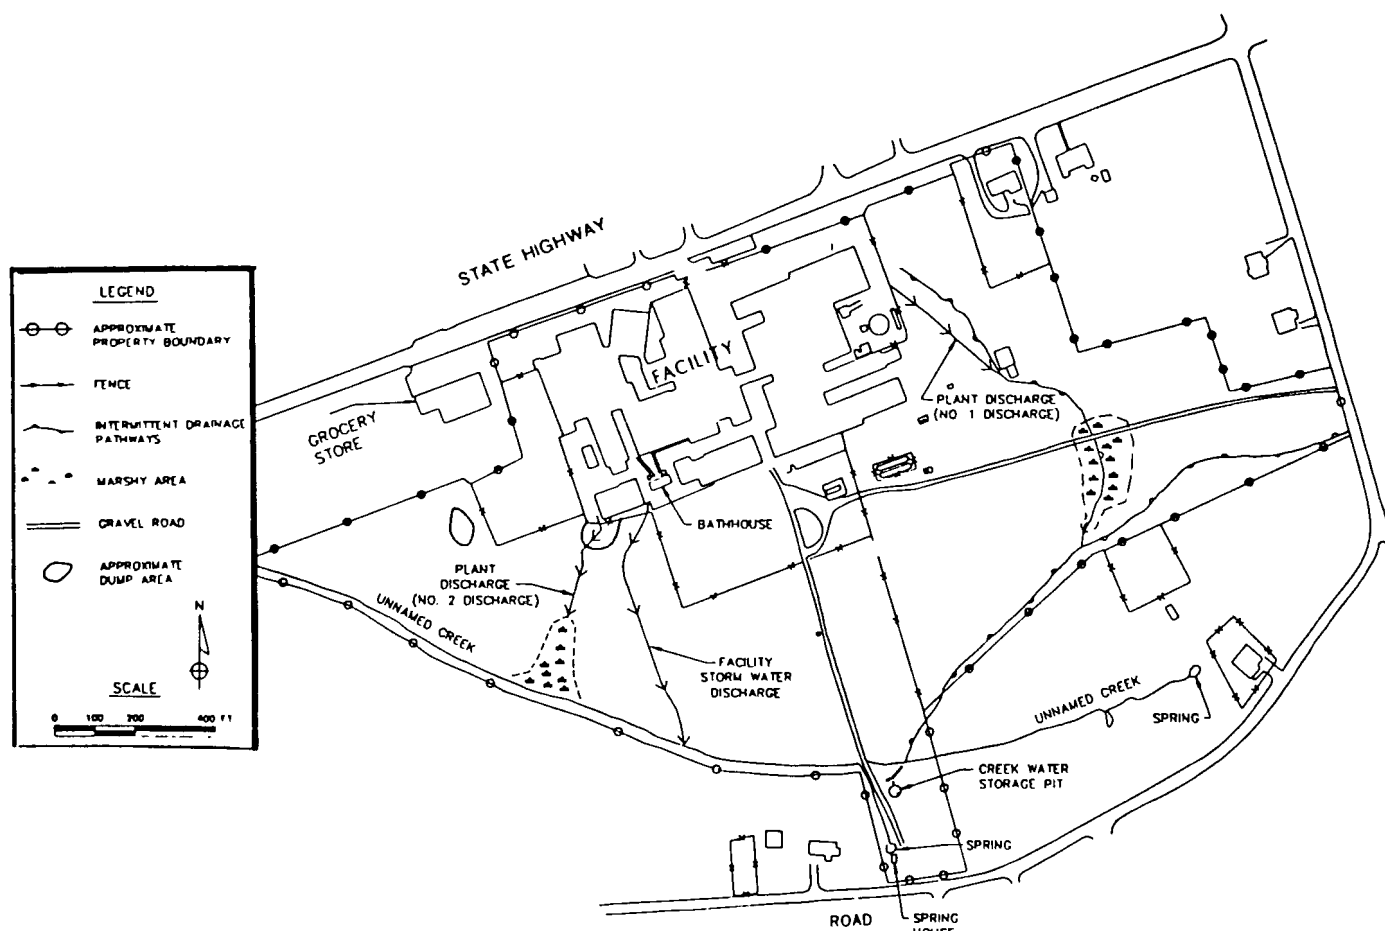 STATE HIGHWAY
LEGEND
APPROXIMATE
PROPERTY BOUNDARY
FENCE
INTERMITTENT DRAINAGE
PATHWAYS
MARSHY AREA
GRAVEL ROAD
APPROXIMATE
DUMP AREA
N
SCALE
0 100 200 400 FT
FACILITY
GROCERY
STORE
PLANT DISCHARGE
(NO. 1 DISCHARGE)
BATHHOUSE
PLANT
DISCHARGE
(NO. 2 DISCHARGE)
UNNAMED CREEK
FACILITY
STORM WATER
DISCHARGE
UNNAMED CREEK
SPRING
CREEK WATER
STORAGE PIT
SPRING
ROAD
SPRING